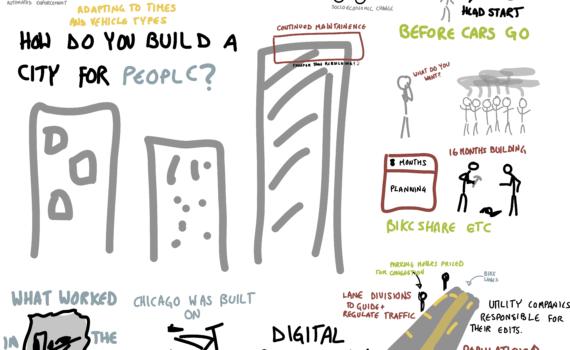 AUTOMATED ENFORCEMENT
ADAPTING TO TIMES
AND VEHICLE TYPES
HOW DO YOU BUILD A
CITY FOR PEOPLE?
CONTINUED MAINTAINENCE
SOCIOECONOMIC CHANGE
HEAD START
BEFORE CARS GO
WHAT DO YOU
WANT?
8 MONTHS
PLANNING
16 MONTHS BUILDING
BIKE SHARE ETC
PARKING HOURS PRICED
FOR CONGESTION
BIKE
LANES
LANE DIVISIONS
TO GUIDE+
REGULATE TRAFFIC
UTILITY COMPANIES
RESPONSIBLE FOR
THEIR EDITS.
WHAT WORKED
THE
CHICAGO WAS BUILT
ON
DIGITAL